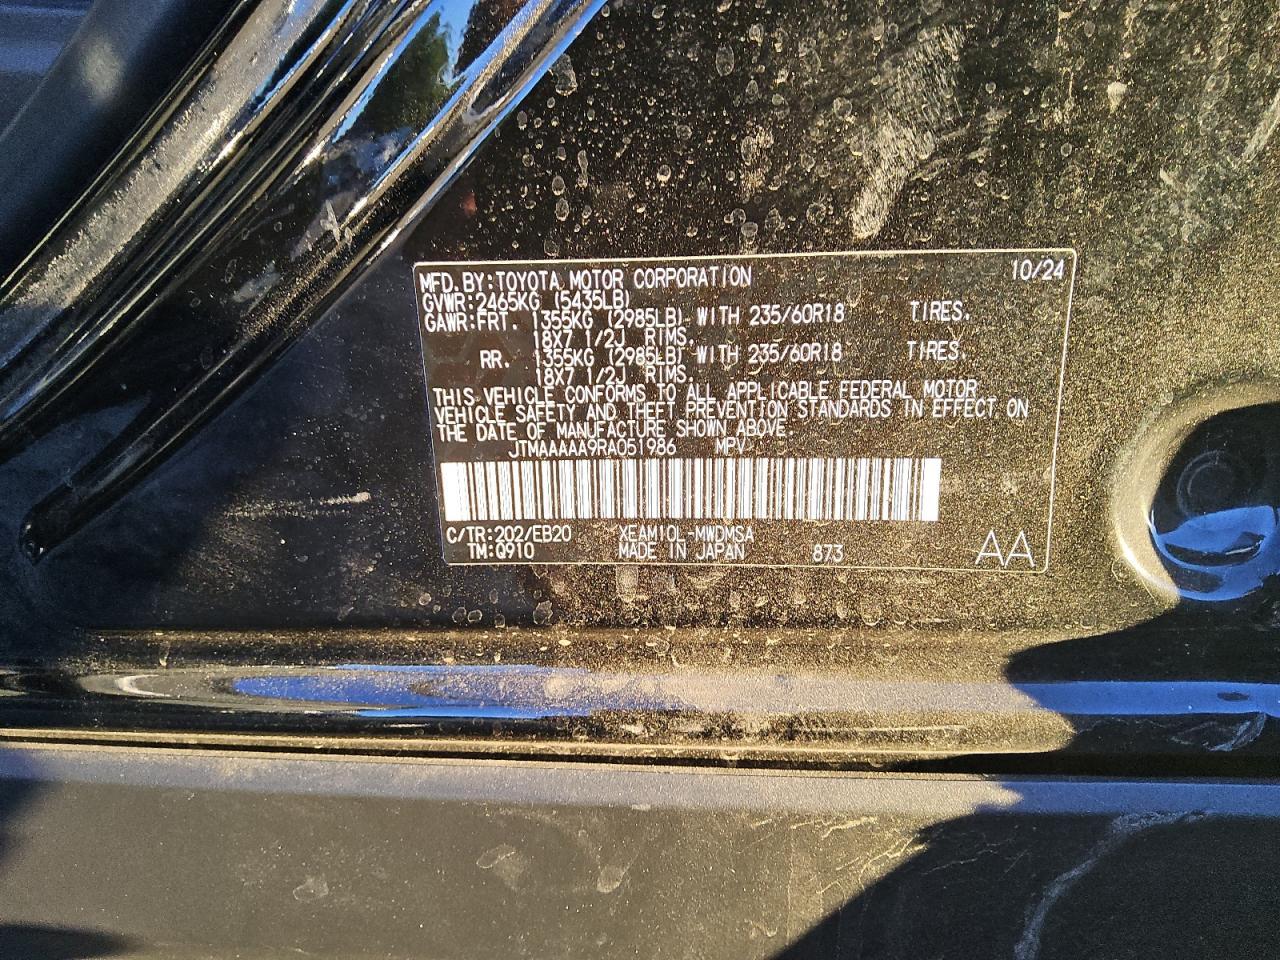 MFD.BY:TOYOTA MOTOR CORPORATION 10/24
GVWR:2465KG (5435LB)
GAWR:FRT. 1355KG (2985LB) WITH 235/60R18 TIRES.
18X7 1/2J RIMS.
RR. 1355KG (2985LB) WITH 235/60R18 TIRES.
18X7 1/2J RIMS.
THIS VEHICLE CONFORMS TO ALL APPLICABLE FEDERAL MOTOR
VEHICLE SAFETY AND THEFT PREVENTION STANDARDS IN EFFECT ON
THE DATE OF MANUFACTURE SHOWN ABOVE.
JTMAAAAA9RA051986 MPV
C/TR:202/EB20 XEAM10L-MWDMSA
TM:Q910 MADE IN JAPAN 873 AA